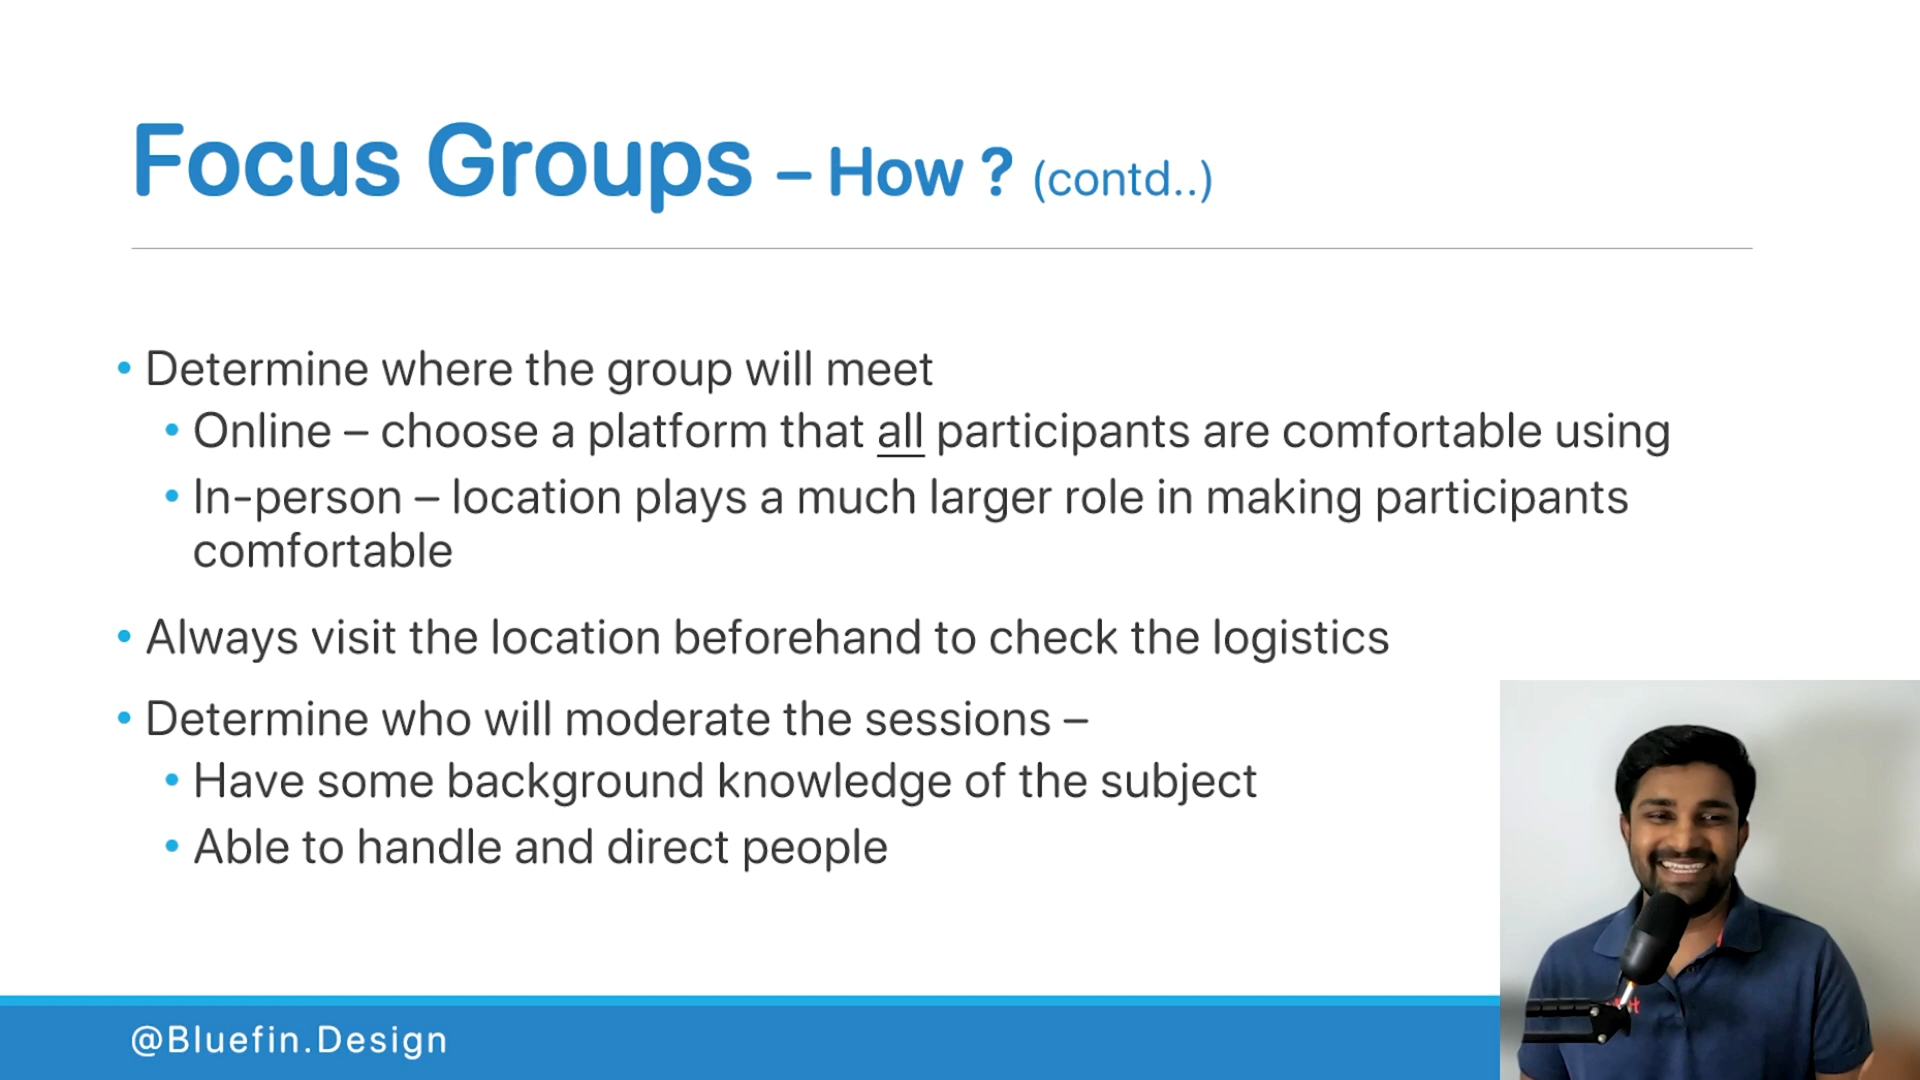 Focus Groups – How ? (contd..)
• Determine where the group will meet
• Online – choose a platform that all participants are comfortable using
• In-person – location plays a much larger role in making participants
comfortable
• Always visit the location beforehand to check the logistics
• Determine who will moderate the sessions –
• Have some background knowledge of the subject
• Able to handle and direct people
@Bluefin.Design